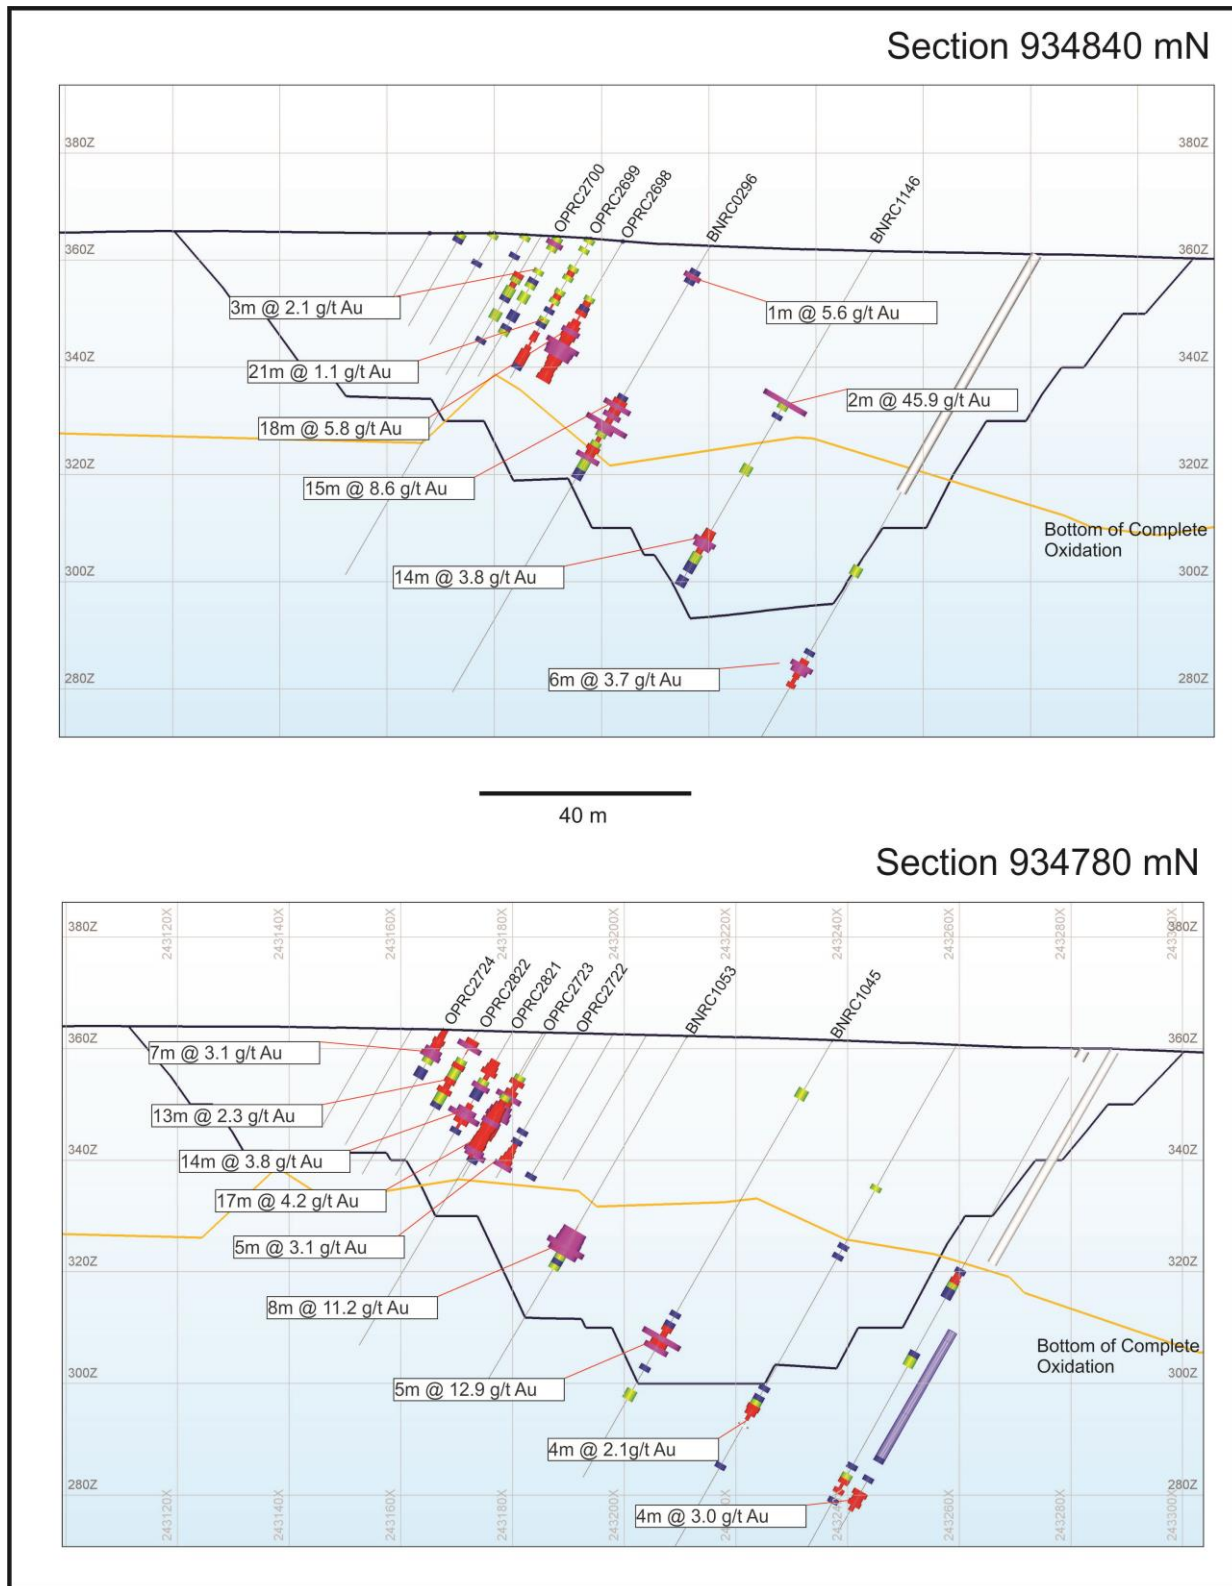 Section 934840 mN
380Z
380Z
OPRC2700
OPRC2699
OPRC2698
BNRC0296
BNRC1146
360Z
360Z
3m @ 2.1 g/t Au
1m @ 5.6 g/t Au
340Z
340Z
21m @ 1.1 g/t Au
2m @ 45.9 g/t Au
18m @ 5.8 g/t Au
320Z
320Z
15m @ 8.6 g/t Au
Bottom of Complete
Oxidation
14m @ 3.8 g/t Au
300Z
300Z
6m @ 3.7 g/t Au
280Z
280Z
40 m
Section 934780 mN
380Z
243120X
243140X
243160X
243180X
243200X
243220X
243240X
243260X
243280X
380Z
OPRC2724
OPRC2822
OPRC2821
OPRC2723
OPRC2722
BNRC1053
BNRC1045
360Z
360Z
7m @ 3.1 g/t Au
13m @ 2.3 g/t Au
340Z
340Z
14m @ 3.8 g/t Au
17m @ 4.2 g/t Au
5m @ 3.1 g/t Au
320Z
320Z
8m @ 11.2 g/t Au
Bottom of Complete
Oxidation
300Z
300Z
5m @ 12.9 g/t Au
4m @ 2.1g/t Au
280Z
280Z
4m @ 3.0 g/t Au
243120X
243140X
243160X
243180X
243200X
243220X
243240X
243260X
243280X
243300X